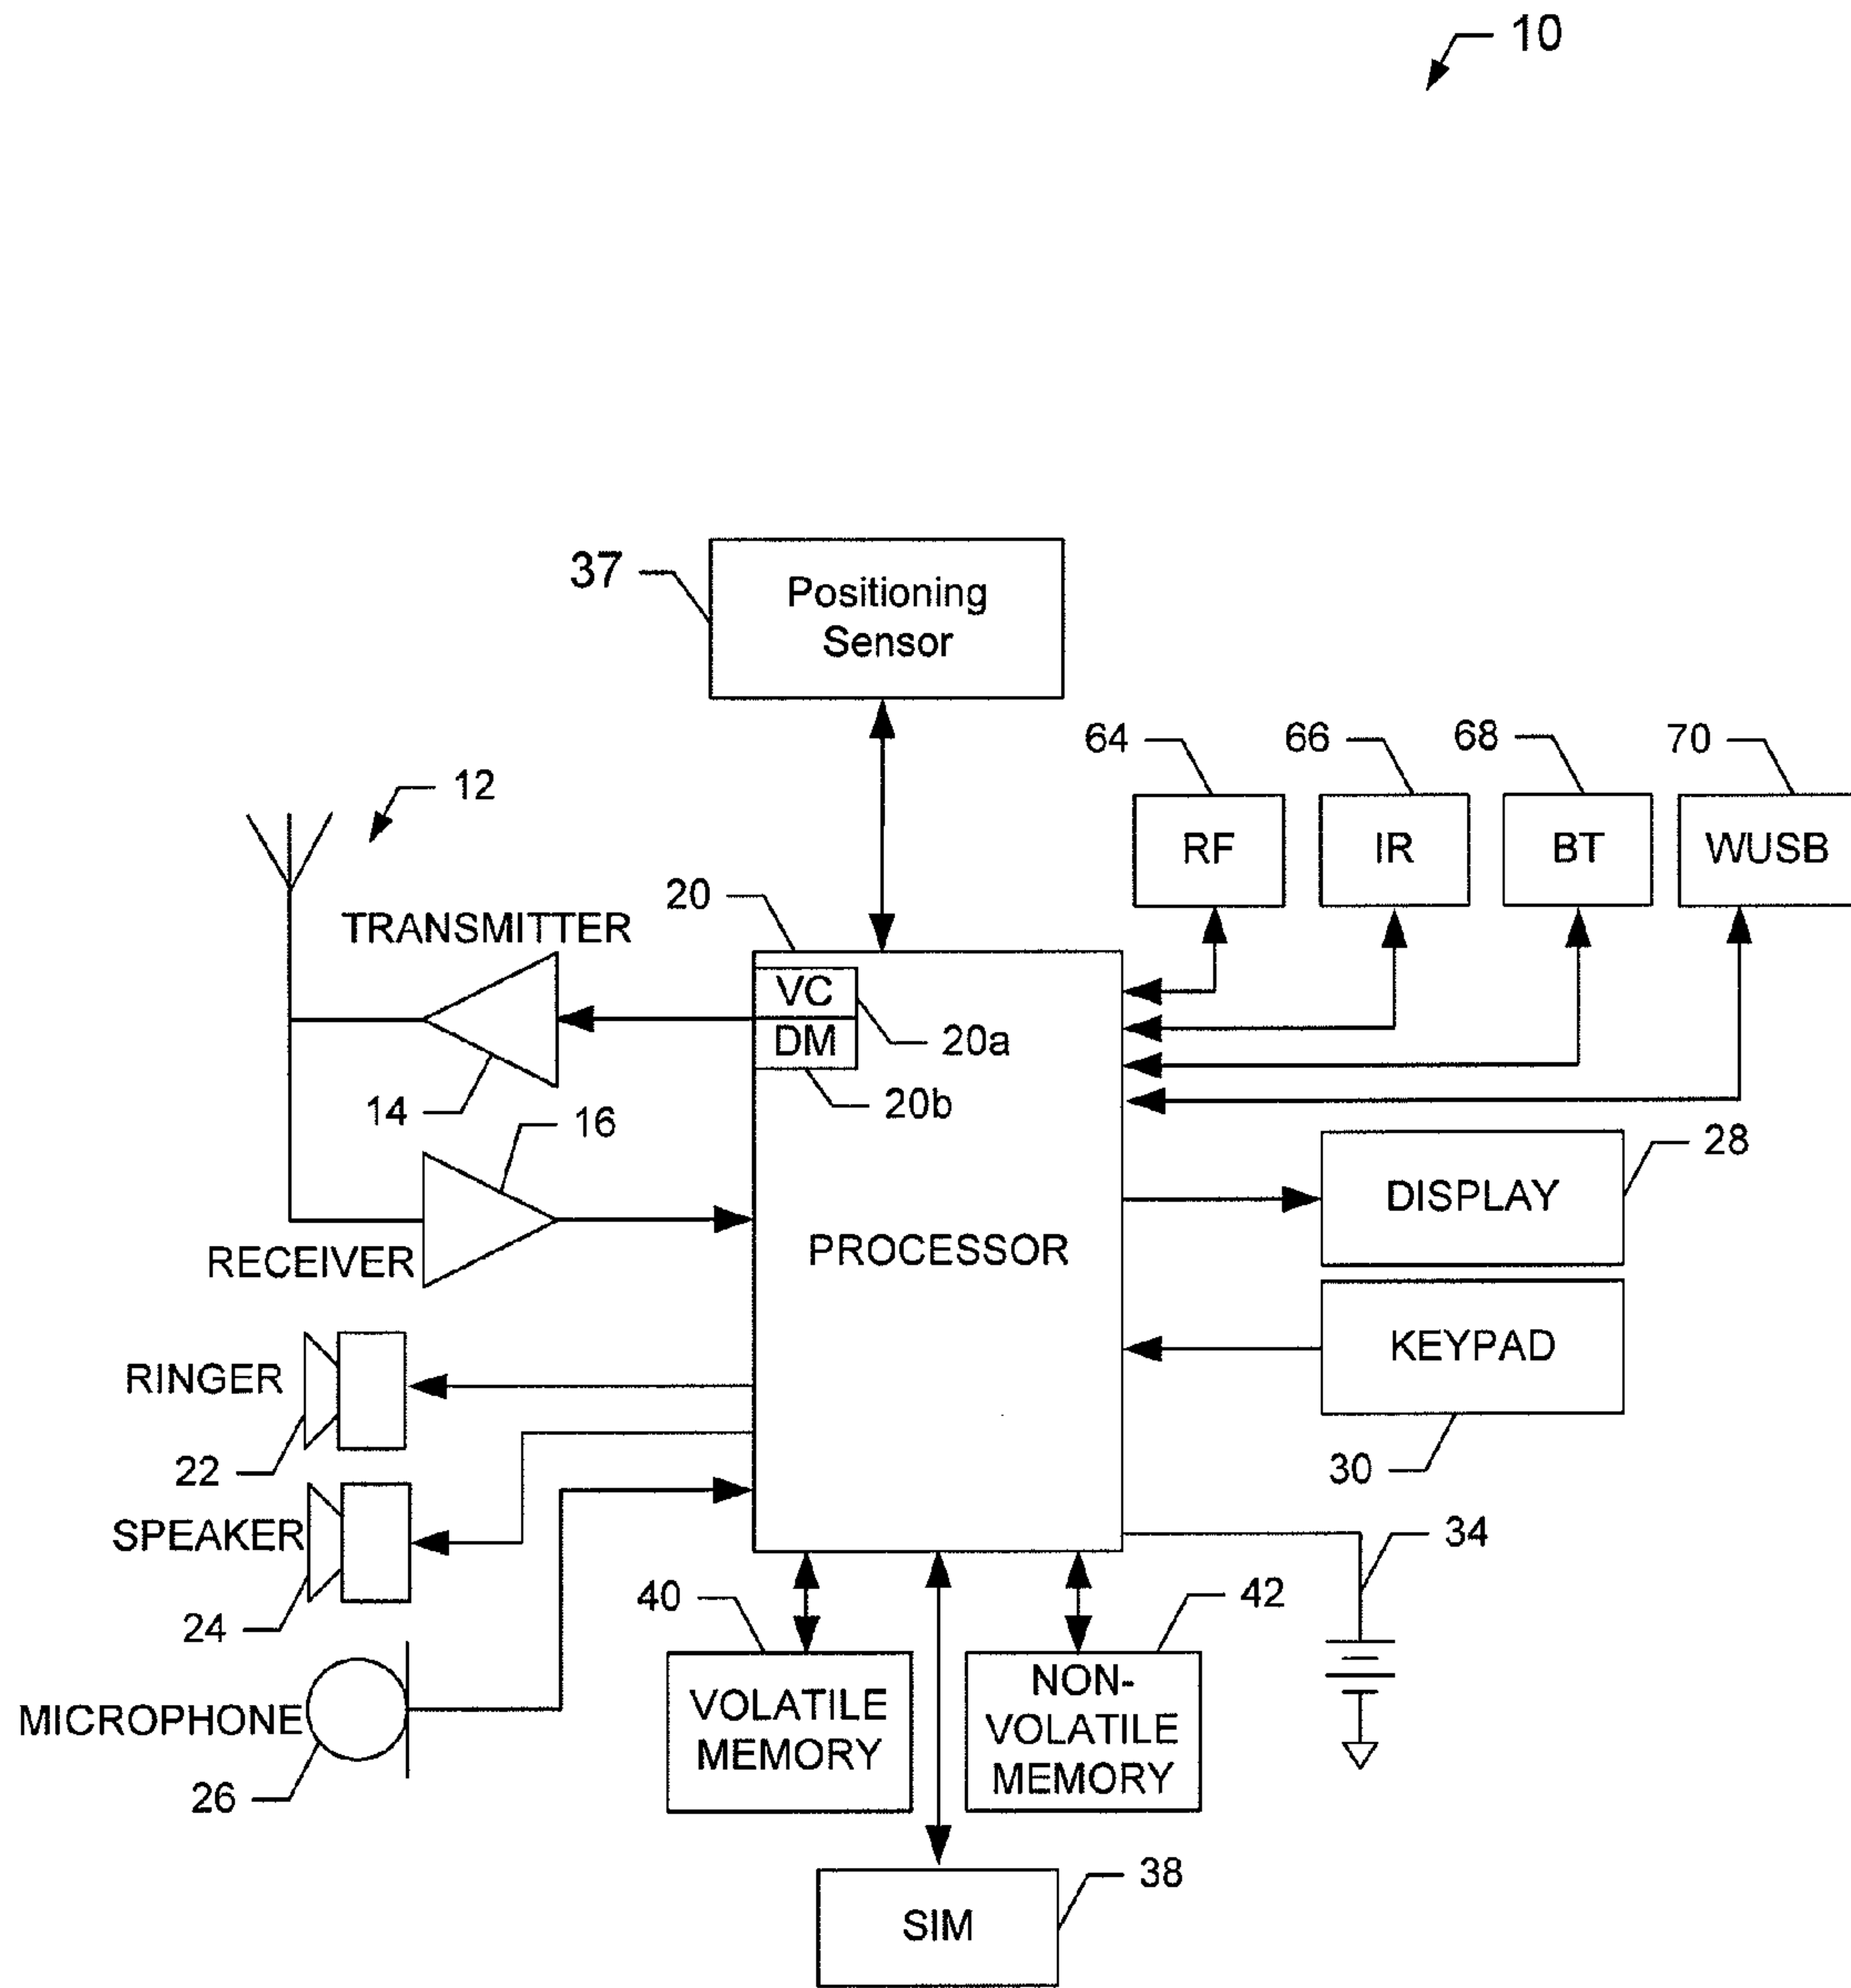 10
37
Positioning
Sensor
64
66
68
70
12
RF
IR
BT
WUSB
20
TRANSMITTER
VC
DM
20a
20b
14
16
28
DISPLAY
PROCESSOR
RECEIVER
KEYPAD
RINGER
22
30
SPEAKER
34
24
40
42
VOLATILE
MEMORY
NON-
VOLATILE
MEMORY
MICROPHONE
26
38
SIM